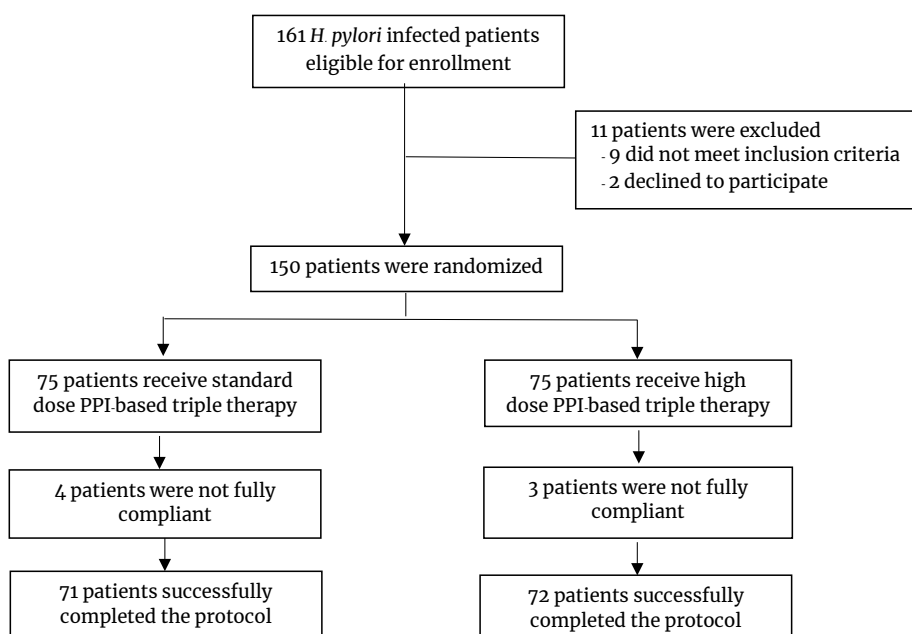 161 H. pylori infected patients
eligible for enrollment
11 patients were excluded
- 9 did not meet inclusion criteria
- 2 declined to participate
150 patients were randomized
75 patients receive standard
dose PPI-based triple therapy
75 patients receive high
dose PPI-based triple therapy
4 patients were not fully
compliant
3 patients were not fully
compliant
71 patients successfully
completed the protocol
72 patients successfully
completed the protocol